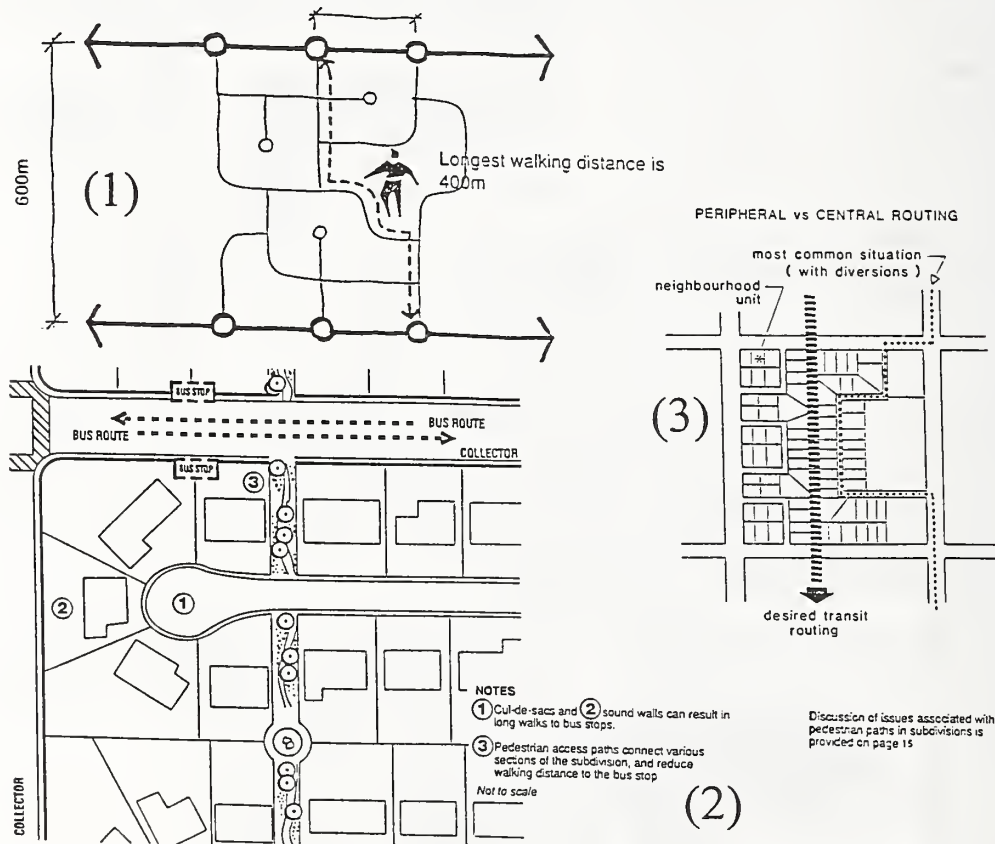 600m
(1)
Longest walking distance is
400m
PERIPHERAL vs CENTRAL ROUTING
most common situation
( with diversions )
neighbourhood
unit
(3)
desired transit
routing
BUS STOP
BUS ROUTE
BUS ROUTE
COLLECTOR
BUS STOP
3
2
1
8
COLLECTOR
NOTES
1 Cul-de-sacs and 2 sound walls can result in
long walks to bus stops.
3 Pedestrian access paths connect various
sections of the subdivision, and reduce
walking distance to the bus stop
Not to scale
(2)
Discussion of issues associated with
pedestrian paths in subdivisions is
provided on page 15